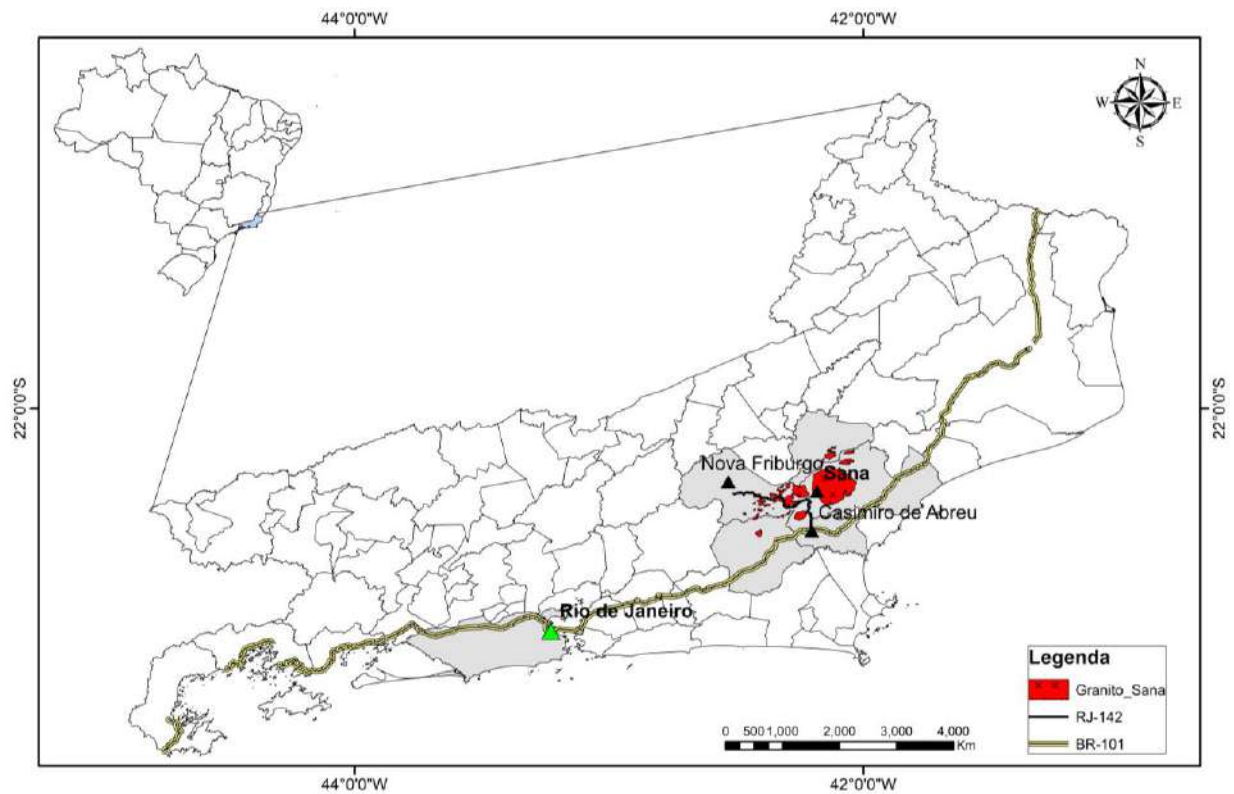 44°0'0"W 42°0'0"W
N
W E
S
22°0'0"S 22°0'0"S
Nova Friburgo
Sana
Casimiro de Abreu
Rio de Janeiro
Legenda
Granito_Sana
RJ-142
BR-101
0 500 1,000 2,000 3,000 4,000
Km
44°0'0"W 42°0'0"W